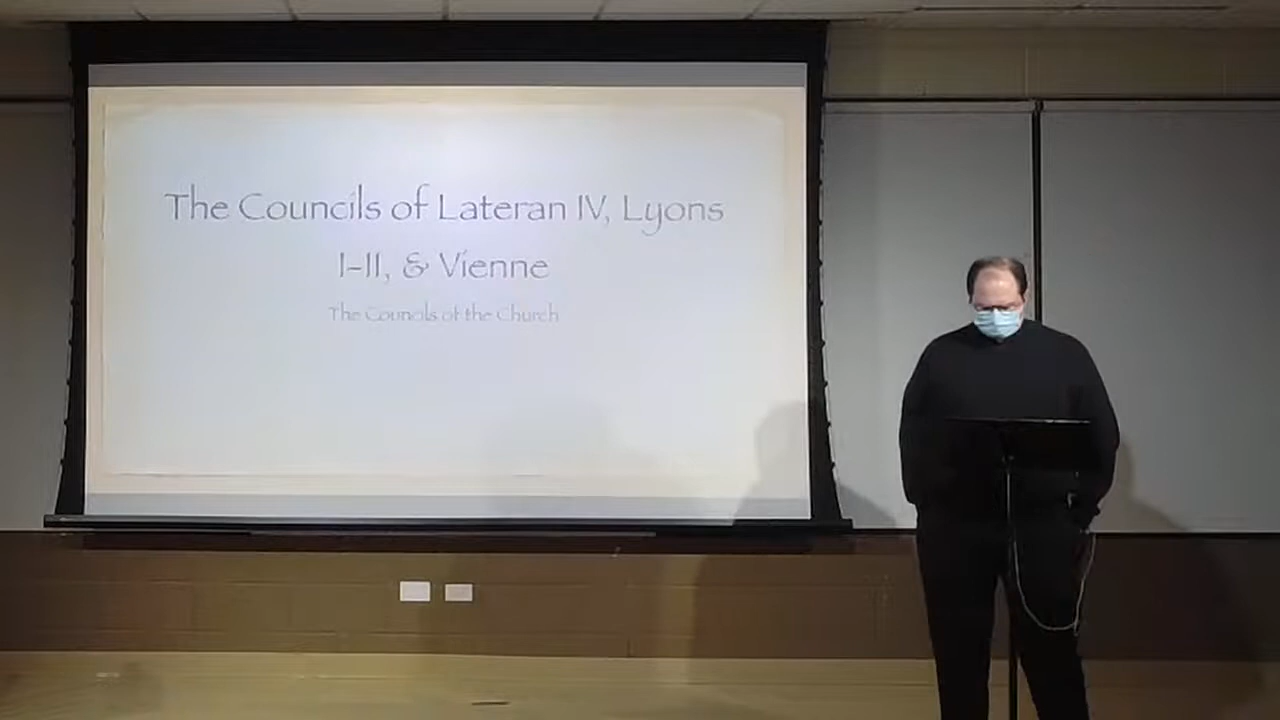 The Councils of Lateran IV, Lyons
I-II, & Vienne
The Councils of the Church